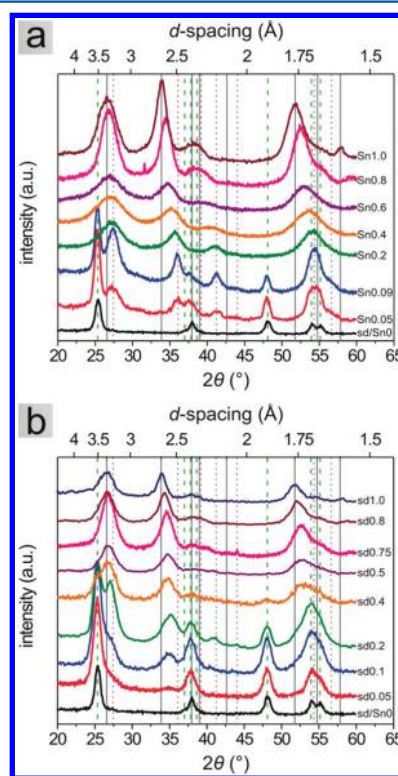 a
d-spacing (Å)
4 3.5 3 2.5 2 1.75 1.5
intensity (a.u.)
Sn1.0
Sn0.8
Sn0.6
Sn0.4
Sn0.2
Sn0.09
Sn0.05
sd/Sn0
20 25 30 35 40 45 50 55 60 65
2θ (°)
b
d-spacing (Å)
4 3.5 3 2.5 2 1.75 1.5
intensity (a.u.)
sd1.0
sd0.8
sd0.75
sd0.5
sd0.4
sd0.2
sd0.1
sd0.05
sd/Sn0
20 25 30 35 40 45 50 55 60 65
2θ (°)